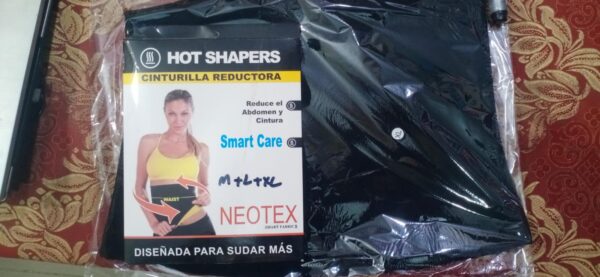 HOT SHAPERS
CINTURILLA REDUCTORA
Reduce el
Abdomen y
Cintura
Smart Care
M+L+XL
WAIST
NEOTEX
SMART FABRIC
DISEÑADA PARA SUDAR MÁS